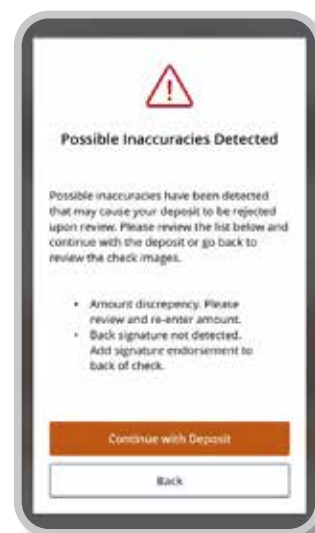 Possible Inaccuracies Detected
Possible inaccuracies have been detected
that may cause your deposit to be rejected
upon review. Please review the list below and
continue with the deposit or go back to
review the check images.
• Amount discrepency. Please
review and re-enter amount.
• Back signature not detected.
Add signature endorsement to
back of check.
Continue with Deposit
Back